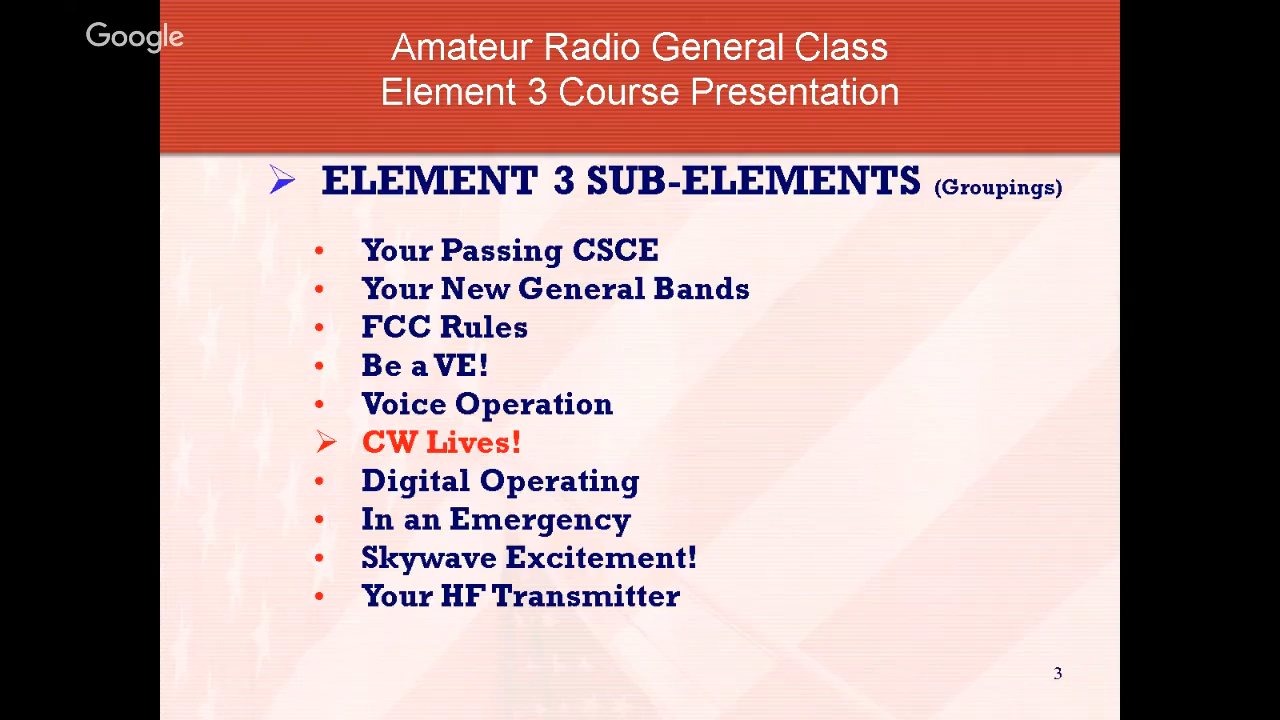 Google
Amateur Radio General Class
Element 3 Course Presentation
ELEMENT 3 SUB-ELEMENTS (Groupings)
Your Passing CSCE
Your New General Bands
FCC Rules
Be a VE!
Voice Operation
CW Lives!
Digital Operating
In an Emergency
Skywave Excitement!
Your HF Transmitter
3